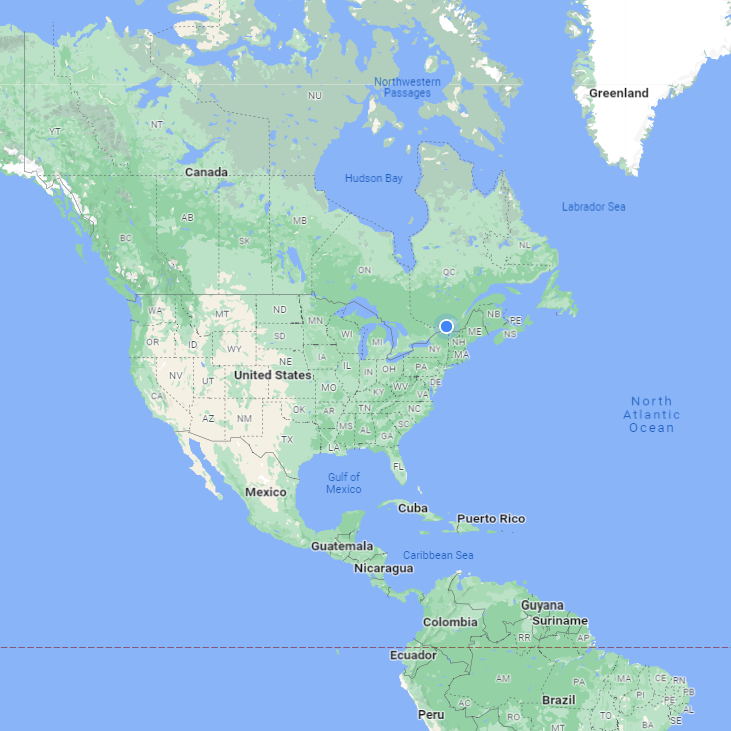 Northwestern
Passages
NU
Greenland
YT
NT
Canada
Hudson Bay
Labrador Sea
AB
MB
BC
SK
NL
ON
QC
WA
MT
ND
MN
NB
PE
ME
NS
OR
ID
WY
SD
WI
MI
NH
NY
MA
IA
NE
IL
IN
OH
PA
NV
UT
United States
MO
KY
WV
DE
VA
CA
AZ
NM
OK
AR
TN
NC
MS
AL
SC
GA
TX
LA
FL
North
Atlantic
Ocean
Gulf of
Mexico
Mexico
Cuba
Puerto Rico
Guatemala
Caribbean Sea
Nicaragua
Guyana
Colombia
Suriname
RR
AP
Ecuador
AM
PA
MA
CE
RN
PB
PI
PE
AL
AC
Brazil
Peru
RO
TO
SE
MT
BA